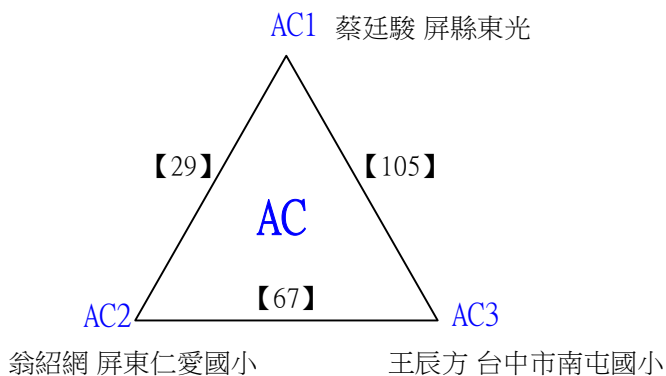 AC1 蔡廷駿 屏縣東光
【29】 【105】
AC
【67】
AC2 AC3
翁紹網 屏東仁愛國小 王辰方 台中市南屯國小